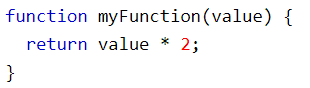 function myFunction(value) {
  return value * 2;
}